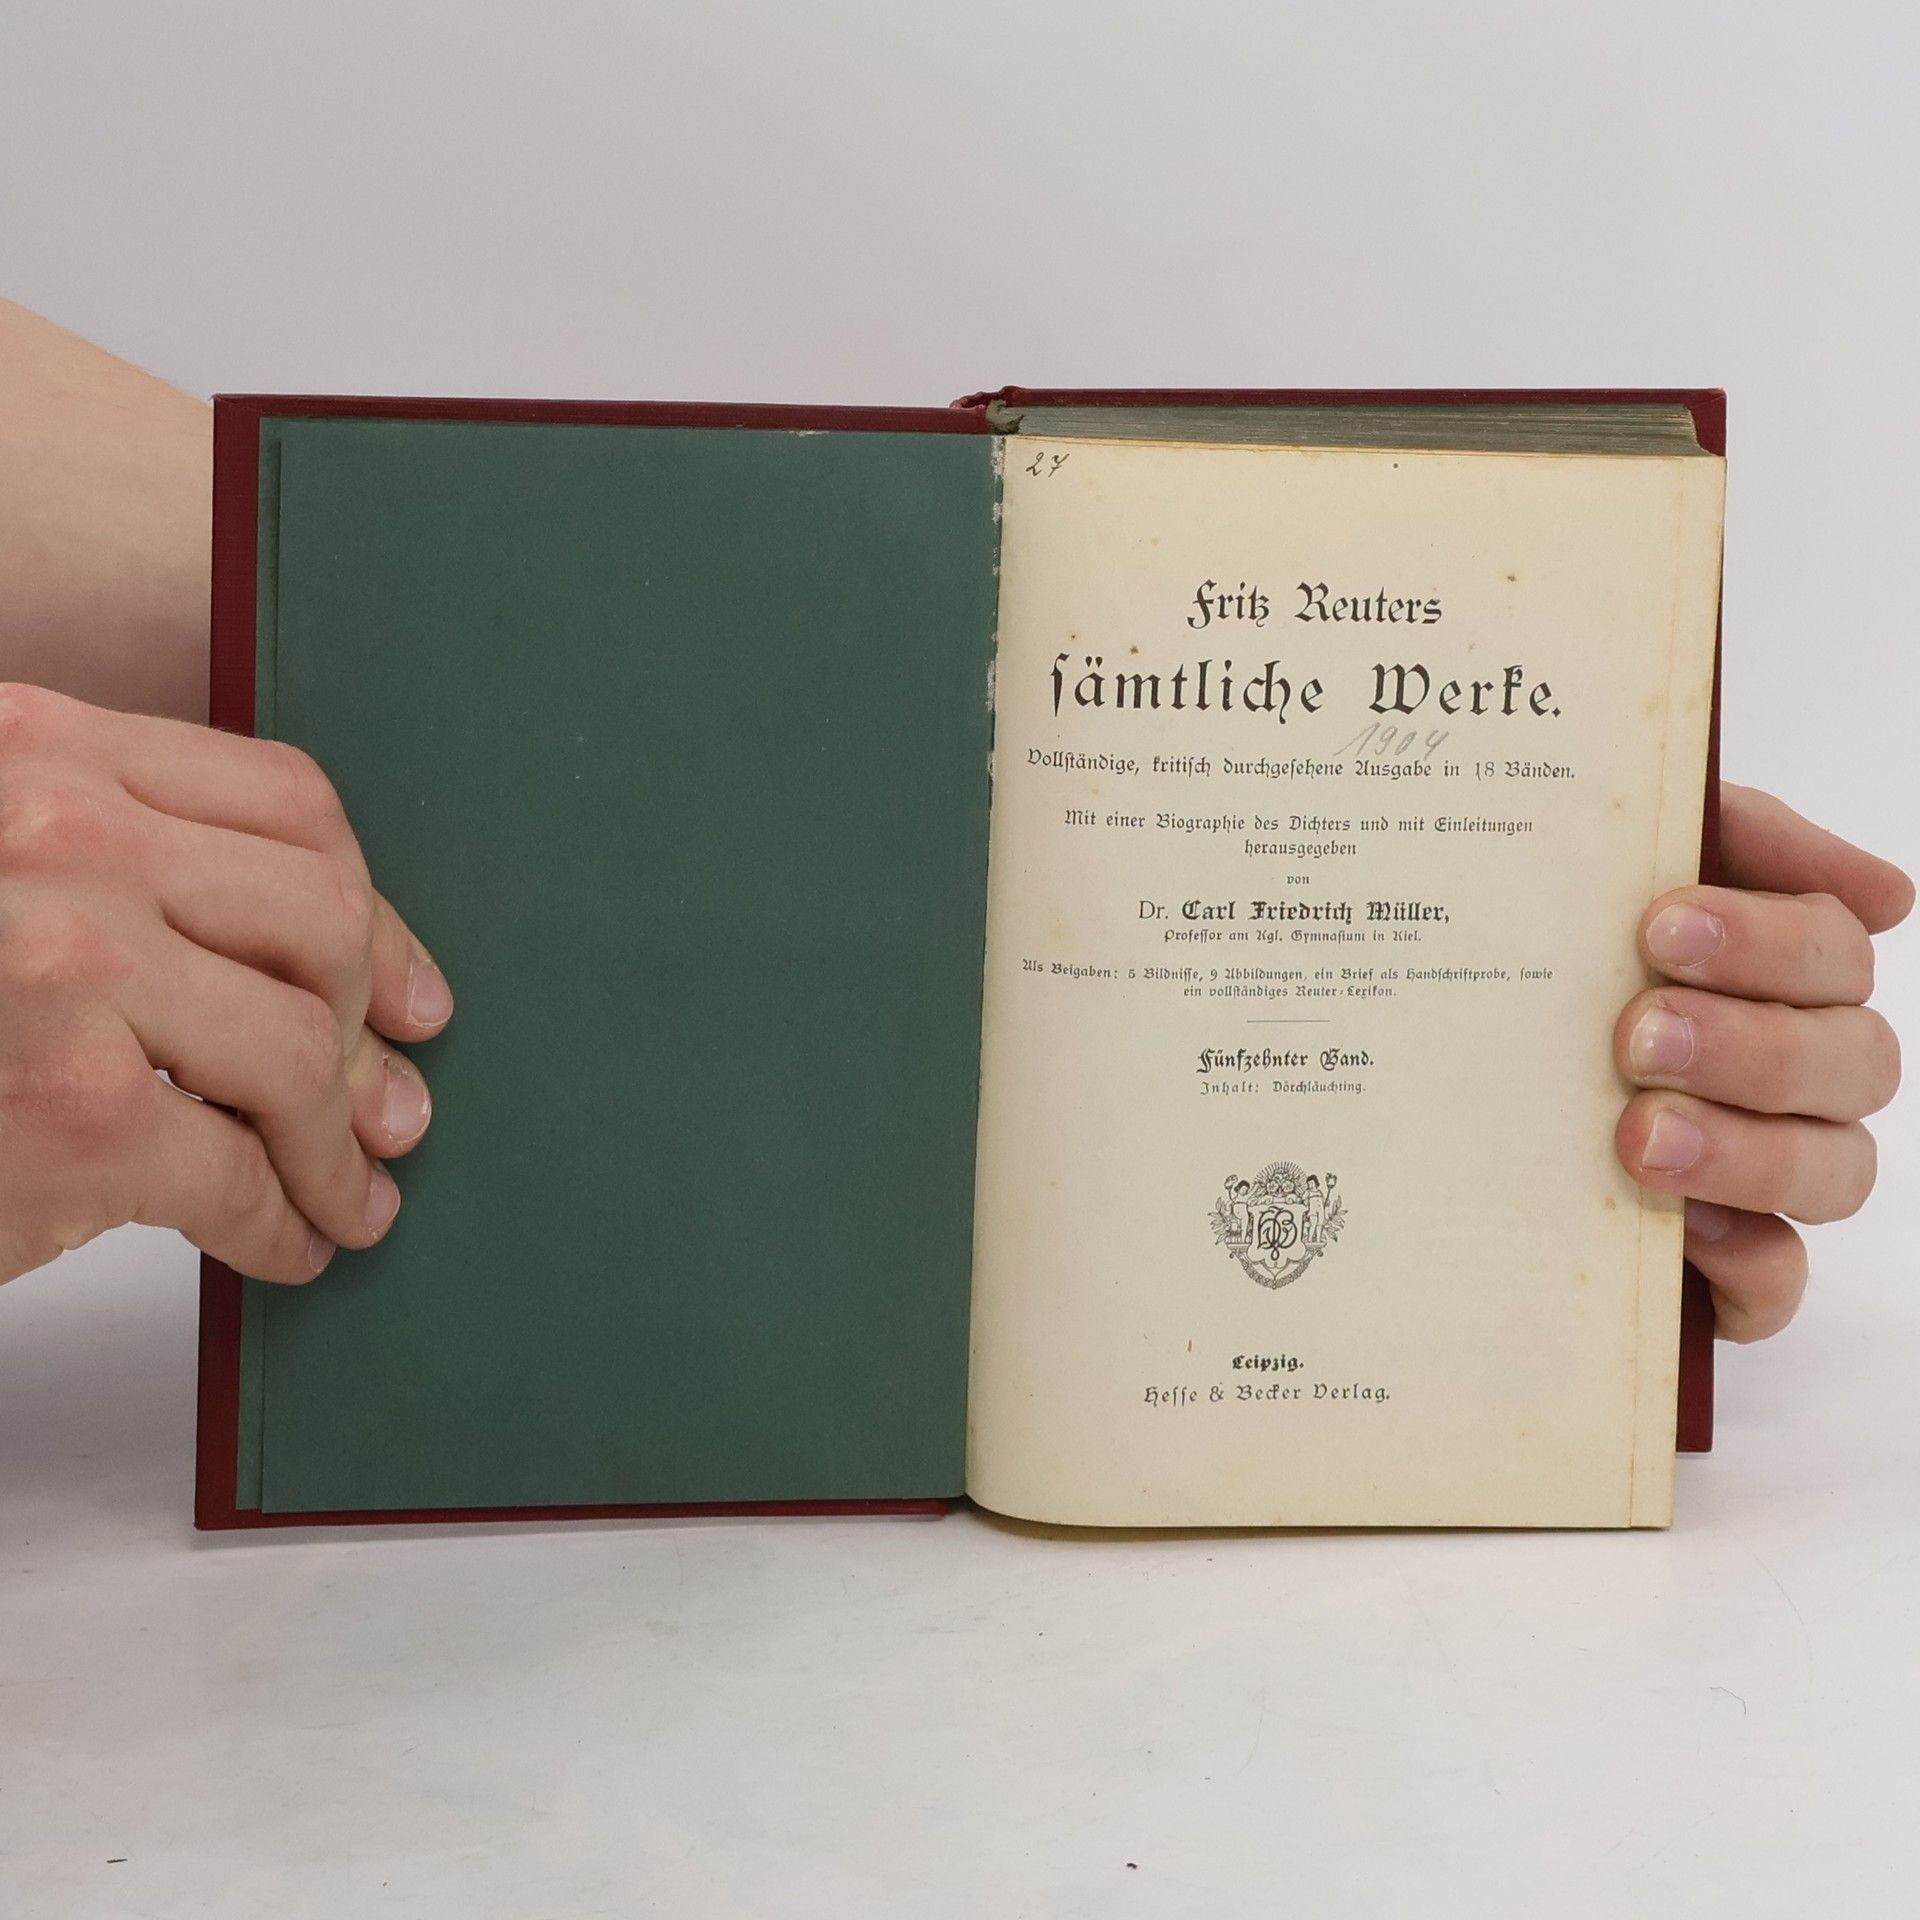 27
Fritz Reuters
sämtliche Werke.
1904
Vollständige, kritisch durchgesehene Ausgabe in 18 Bänden.
Mit einer Biographie des Dichters und mit Einleitungen
herausgegeben
von
Dr. Carl Friedrich Müller,
Professor am Kgl. Gymnasium in Kiel.
Als Beigaben: 5 Bildnisse, 9 Abbildungen, ein Brief als Handschriftprobe, sowie
ein vollständiges Reuter-Lexikon.
Fünfzehnter Band.
Inhalt: Dörchläuchting.
HB
Leipzig.
Hesse & Becker Verlag.